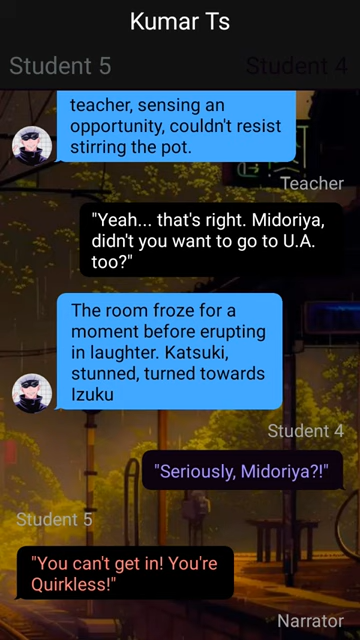 Kumar Ts
Student 5
Student 4
teacher, sensing an
opportunity, couldn't resist
stirring the pot.
Teacher
"Yeah... that's right. Midoriya,
didn't you want to go to U.A.
too?"
The room froze for a
moment before erupting
in laughter. Katsuki,
stunned, turned towards
Izuku
Student 4
"Seriously, Midoriya?!"
Student 5
"You can't get in! You're
Quirkless!"
Narrator